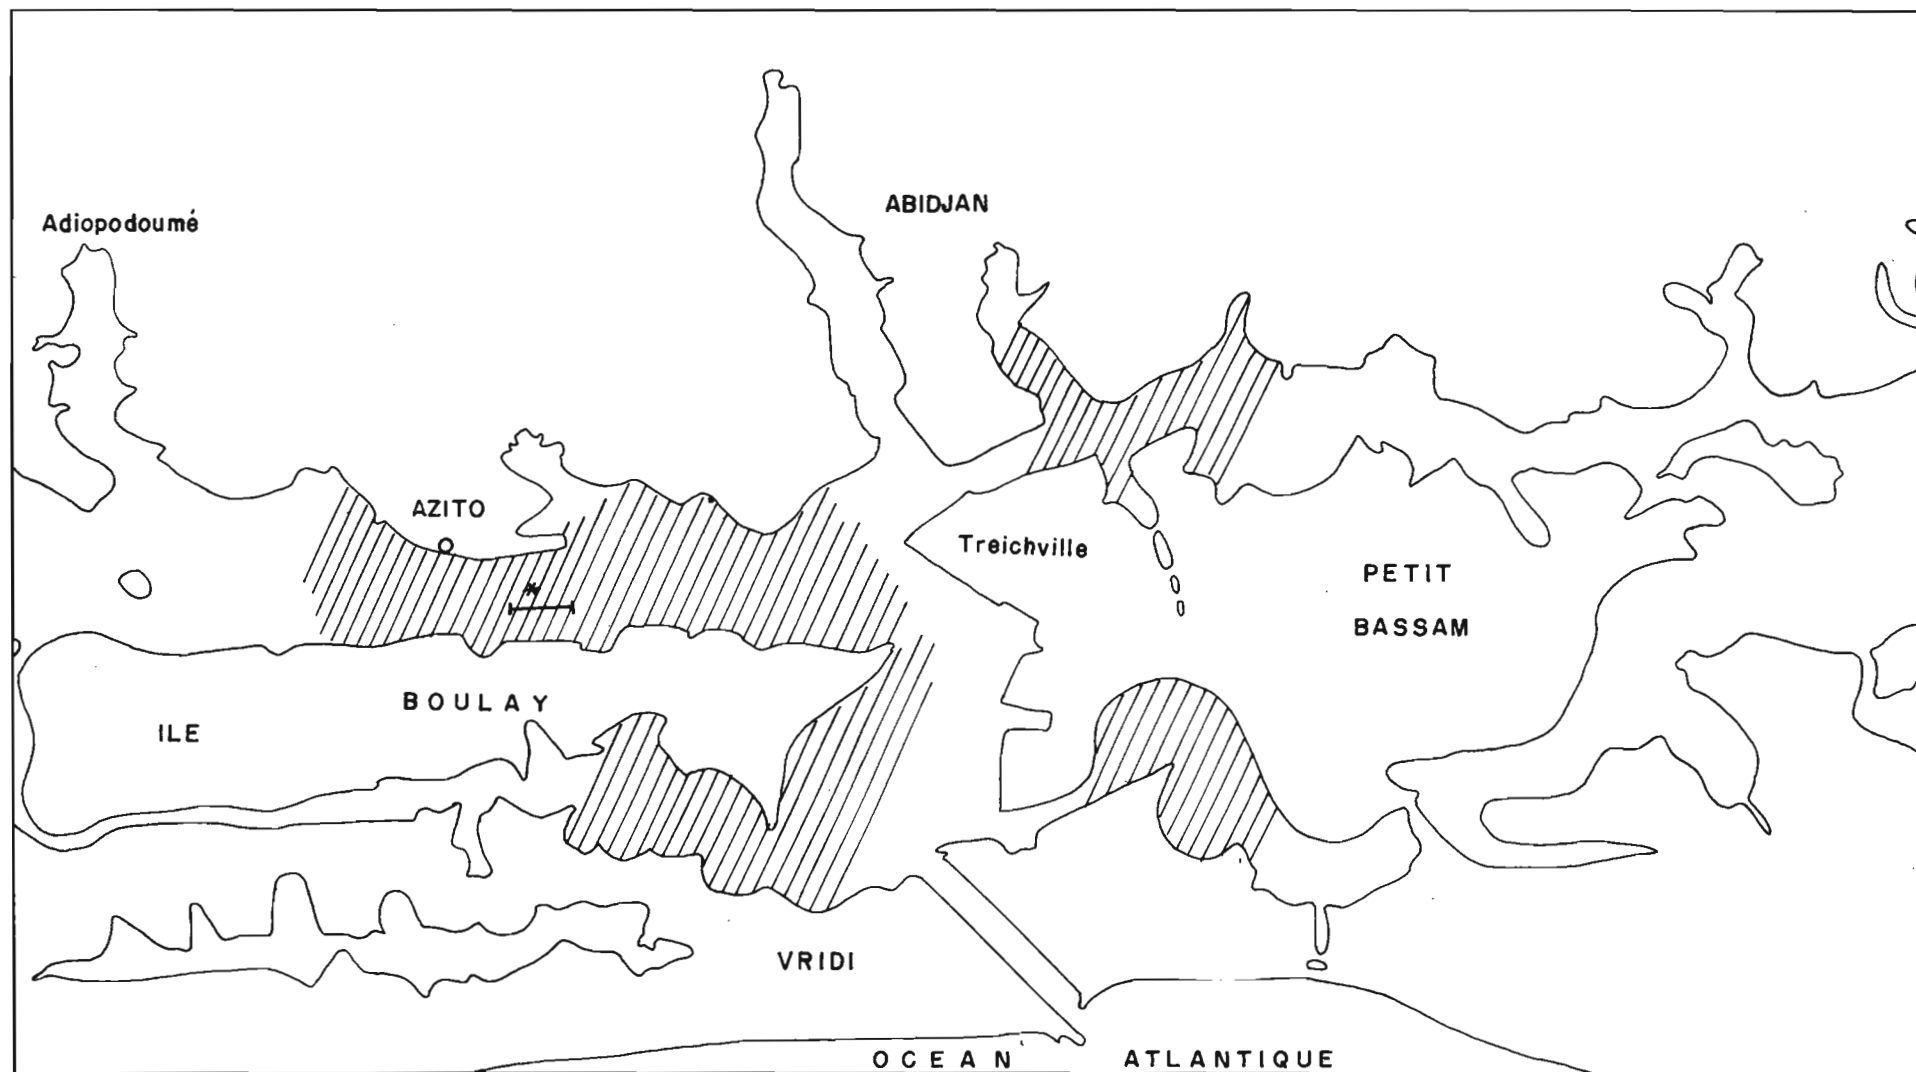 ABIDJAN
Adiopodoumé
AZITO
Treichville
PETIT
BASSAM
BOULAY
ILE
VRIDI
OCEAN ATLANTIQUE